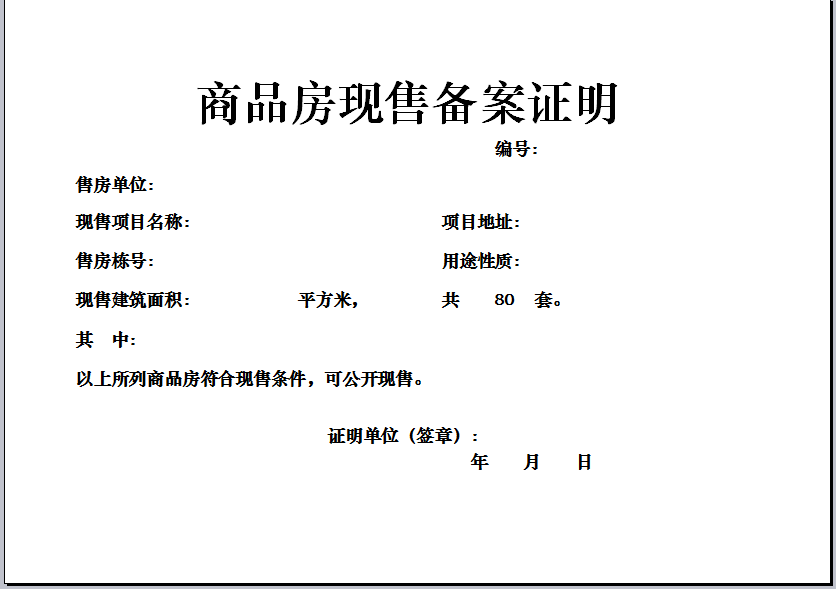 商品房现售备案证明
编号：
售房单位：
现售项目名称： 项目地址：
售房栋号： 用途性质：
现售建筑面积： 平方米， 共 80 套。
其 中：
以上所列商品房符合现售条件，可公开现售。
证明单位（签章）：
年 月 日